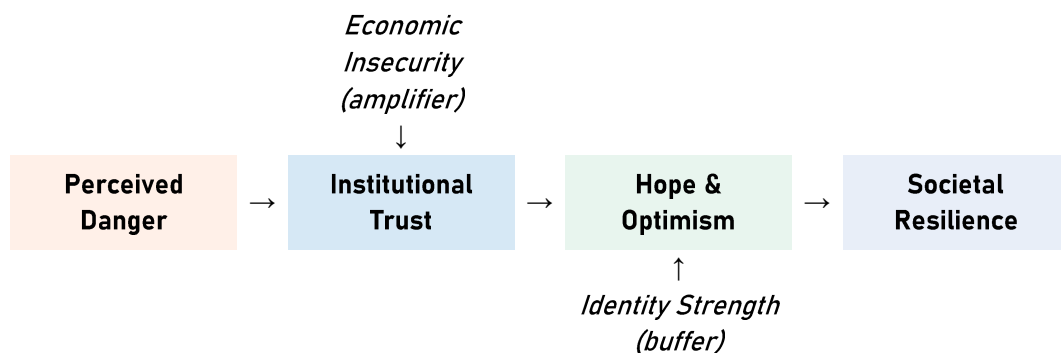 Economic
Insecurity
(amplifier)
↓
Perceived
Danger
→
Institutional
Trust
→
Hope &
Optimism
→
Societal
Resilience
↑
Identity Strength
(buffer)